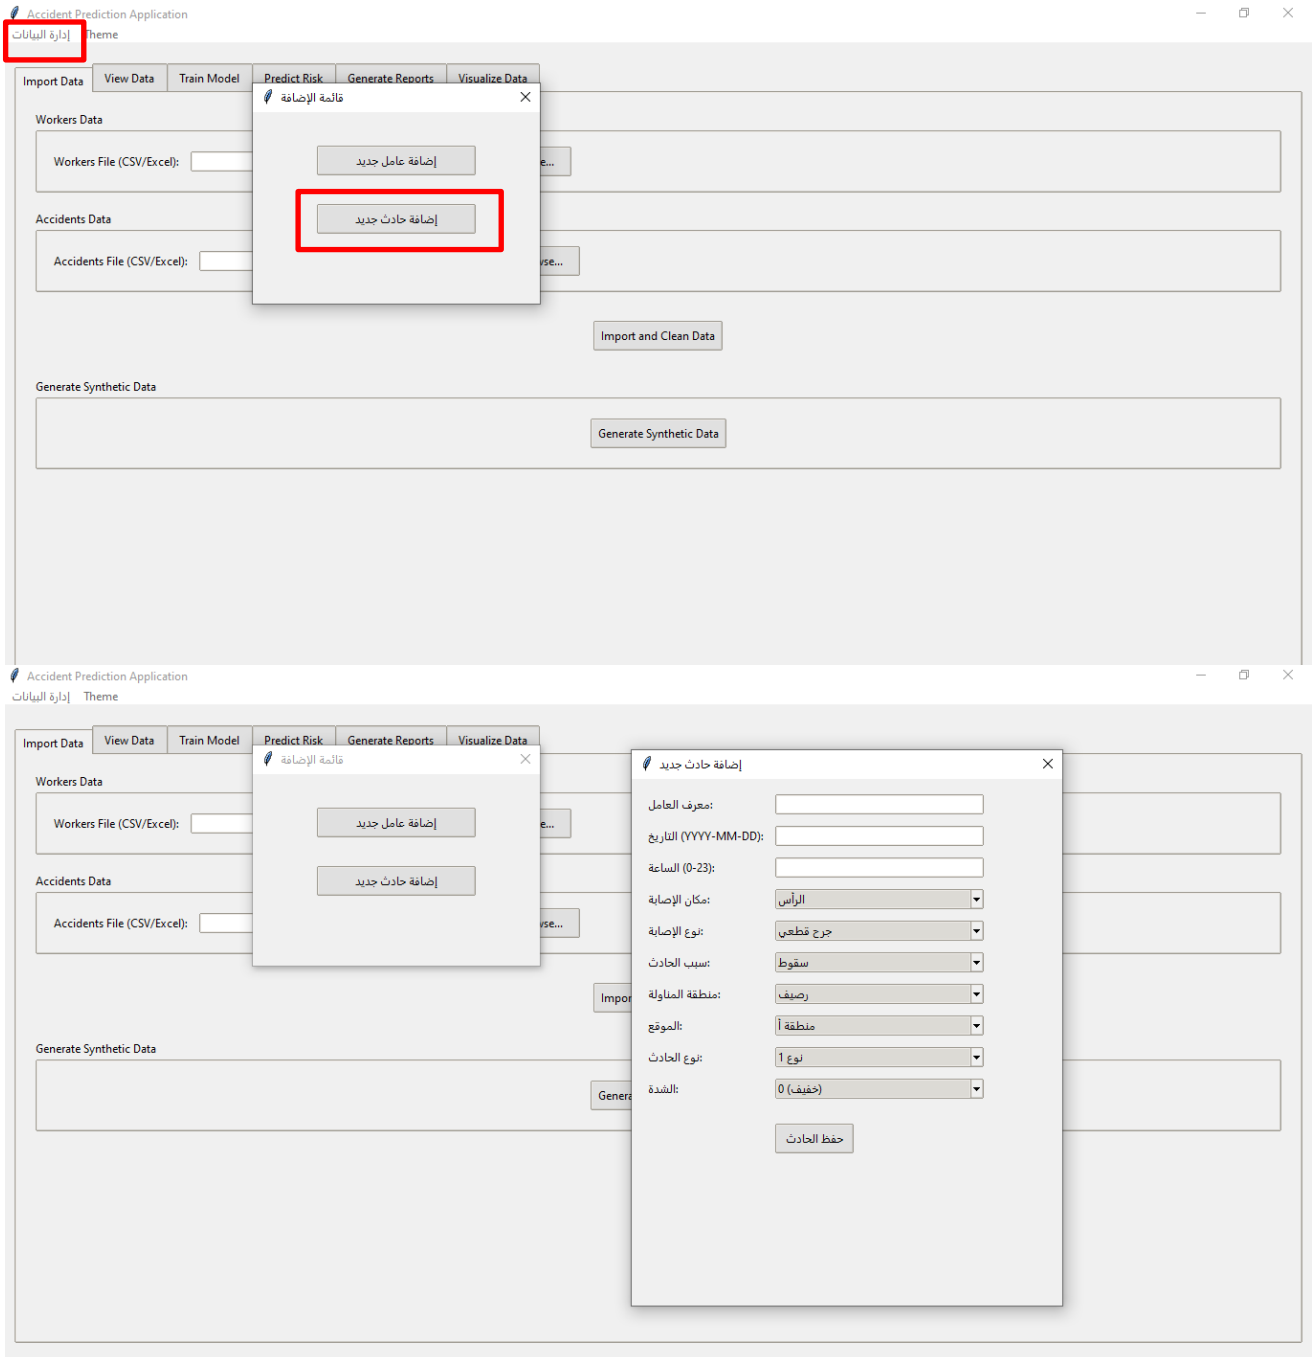 Accident Prediction Application
إدارة البيانات Theme
Import Data View Data Train Model Predict Risk Generate Reports Visualize Data
قائمة الإضافة
Workers Data
Workers File (CSV/Excel):
إضافة عامل جديد
e...
إضافة حادث جديد
Accidents Data
Accidents File (CSV/Excel):
wse...
Import and Clean Data
Generate Synthetic Data
Generate Synthetic Data
Accident Prediction Application
إدارة البيانات Theme
Import Data View Data Train Model Predict Risk Generate Reports Visualize Data
قائمة الإضافة
إضافة حادث جديد
Workers Data
Workers File (CSV/Excel):
إضافة عامل جديد
e...
إضافة حادث جديد
Accidents Data
Accidents File (CSV/Excel):
wse...
Impor
Generate Synthetic Data
Genera
معرف العامل:
التاريخ (YYYY-MM-DD):
الساعة (0-23):
مكان الإصابة: الرأس
نوع الإصابة: جرح قطعي
سبب الحادث: سقوط
منطقة المناولة: رصيف
الموقع: منطقة أ
نوع الحادث: نوع 1
الشدة: 0 (خفيف)
حفظ الحادث